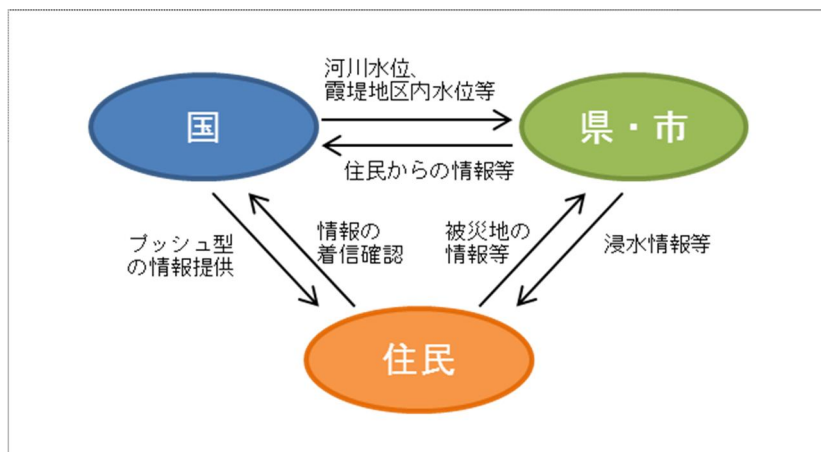 河川水位、
霞堤地区内水位等
国
県・市
住民からの情報等
プッシュ型
の情報提供
情報の
着信確認
被災地の
情報等
浸水情報等
住民